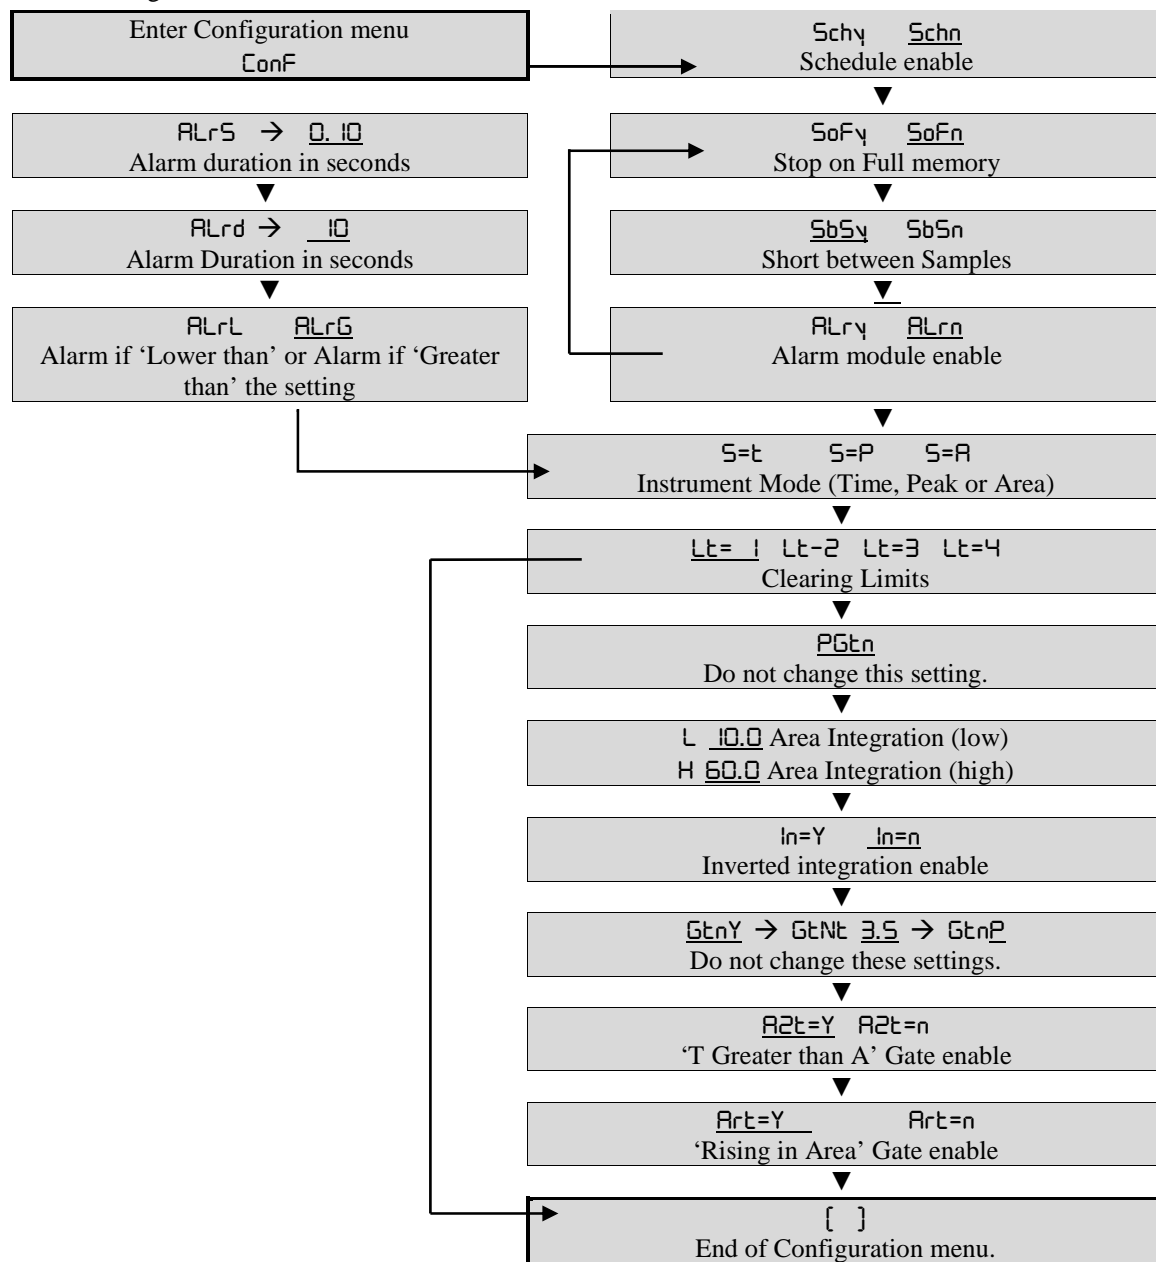 Enter Configuration menu
ConF
Schy Schn
Schedule enable
ALrS → 0.10
Alarm duration in seconds
SoFy SoFn
Stop on Full memory
ALrd → 10
Alarm Duration in seconds
SbSy SbSn
Short between Samples
ALrL ALrG
Alarm if ‘Lower than’ or Alarm if ‘Greater
than’ the setting
ALry ALrn
Alarm module enable
S=t S=P S=A
Instrument Mode (Time, Peak or Area)
Lt= 1 Lt-2 Lt=3 Lt=4
Clearing Limits
PGtn
Do not change this setting.
L 10.0 Area Integration (low)
H 60.0 Area Integration (high)
In=Y In=n
Inverted integration enable
GtnY → GtNt 3.5 → GtnP
Do not change these settings.
A2t=Y A2t=n
‘T Greater than A’ Gate enable
Art=Y Art=n
‘Rising in Area’ Gate enable
[ ]
End of Configuration menu.